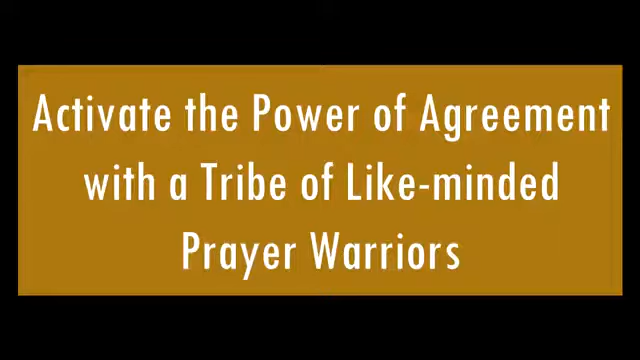 Activate the Power of Agreement
with a Tribe of Like-minded
Prayer Warriors